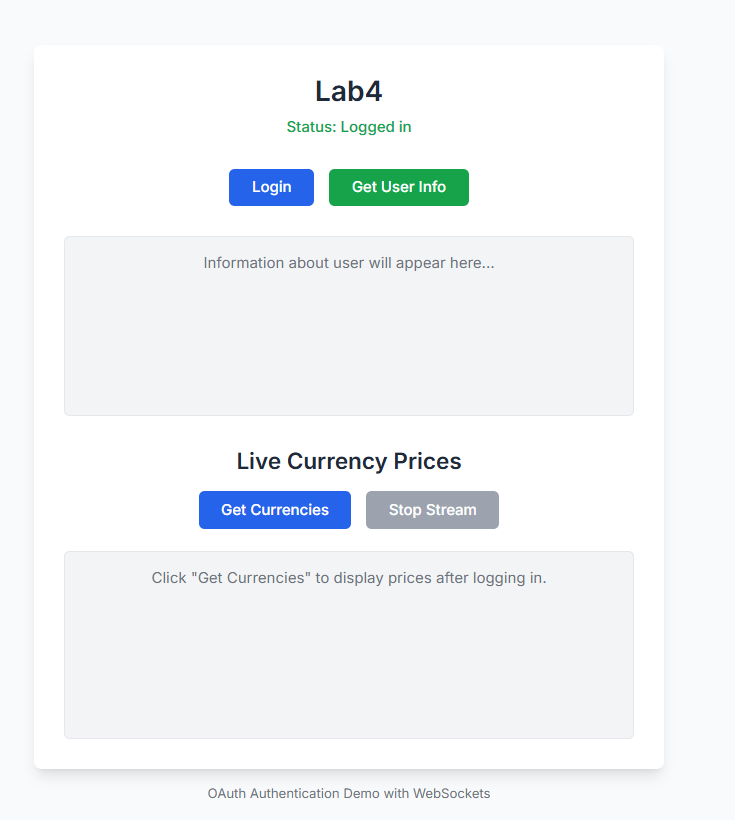 Lab4
Status: Logged in
Login
Get User Info
Information about user will appear here...
Live Currency Prices
Get Currencies
Stop Stream
Click "Get Currencies" to display prices after logging in.
OAuth Authentication Demo with WebSockets